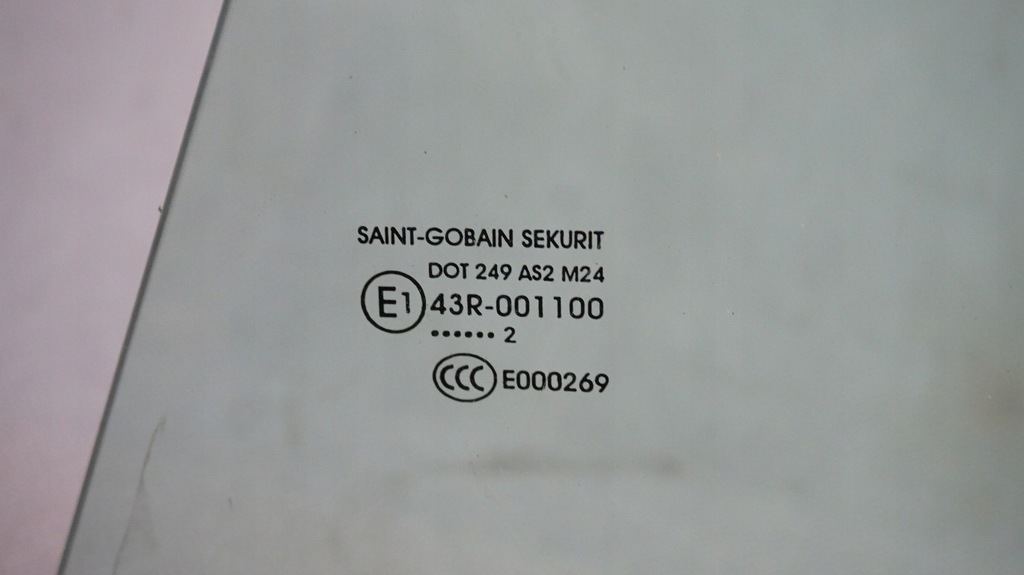 SAINT-GOBAIN SEKURIT
DOT 249 AS2 M24
E1 43R-001100
•••••• 2
CCC E000269